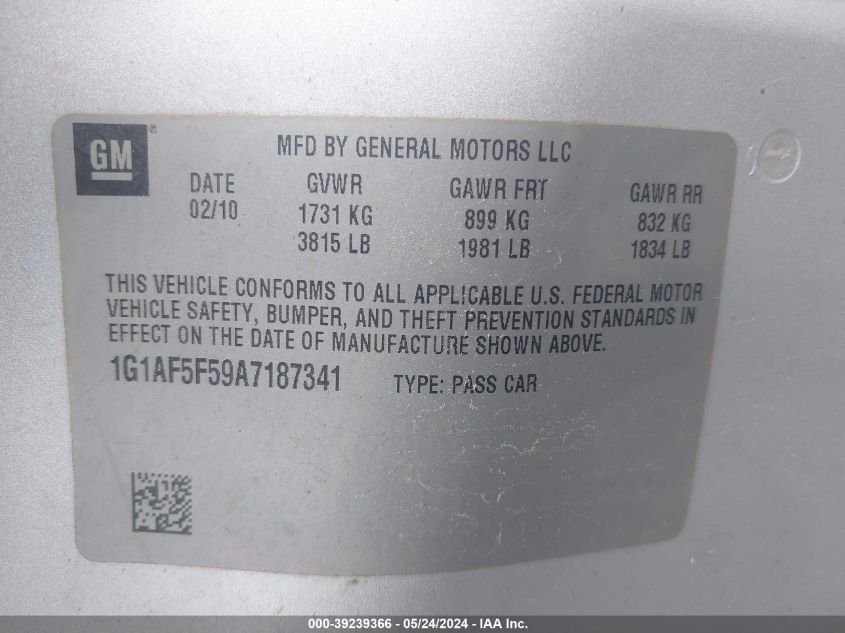 GM®
MFD BY GENERAL MOTORS LLC
DATE GVWR GAWR FRT GAWR RR
02/10 1731 KG 899 KG 832 KG
3815 LB 1981 LB 1834 LB
THIS VEHICLE CONFORMS TO ALL APPLICABLE U.S. FEDERAL MOTOR
VEHICLE SAFETY, BUMPER, AND THEFT PREVENTION STANDARDS IN
EFFECT ON THE DATE OF MANUFACTURE SHOWN ABOVE.
1G1AF5F59A7187341 TYPE: PASS CAR
000-39239366 - 05/24/2024 - IAA Inc.